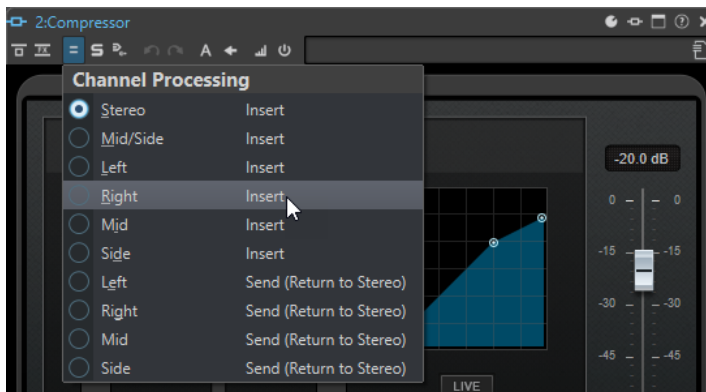 2:Compressor
FX = S A
Channel Processing
Stereo Insert
Mid/Side Insert
Left Insert
Right Insert
Mid Insert
Side Insert
Left Send (Return to Stereo)
Right Send (Return to Stereo)
Mid Send (Return to Stereo)
Side Send (Return to Stereo)
-20.0 dB
0 0
-15 -15
-30 -30
-45 -45
LIVE